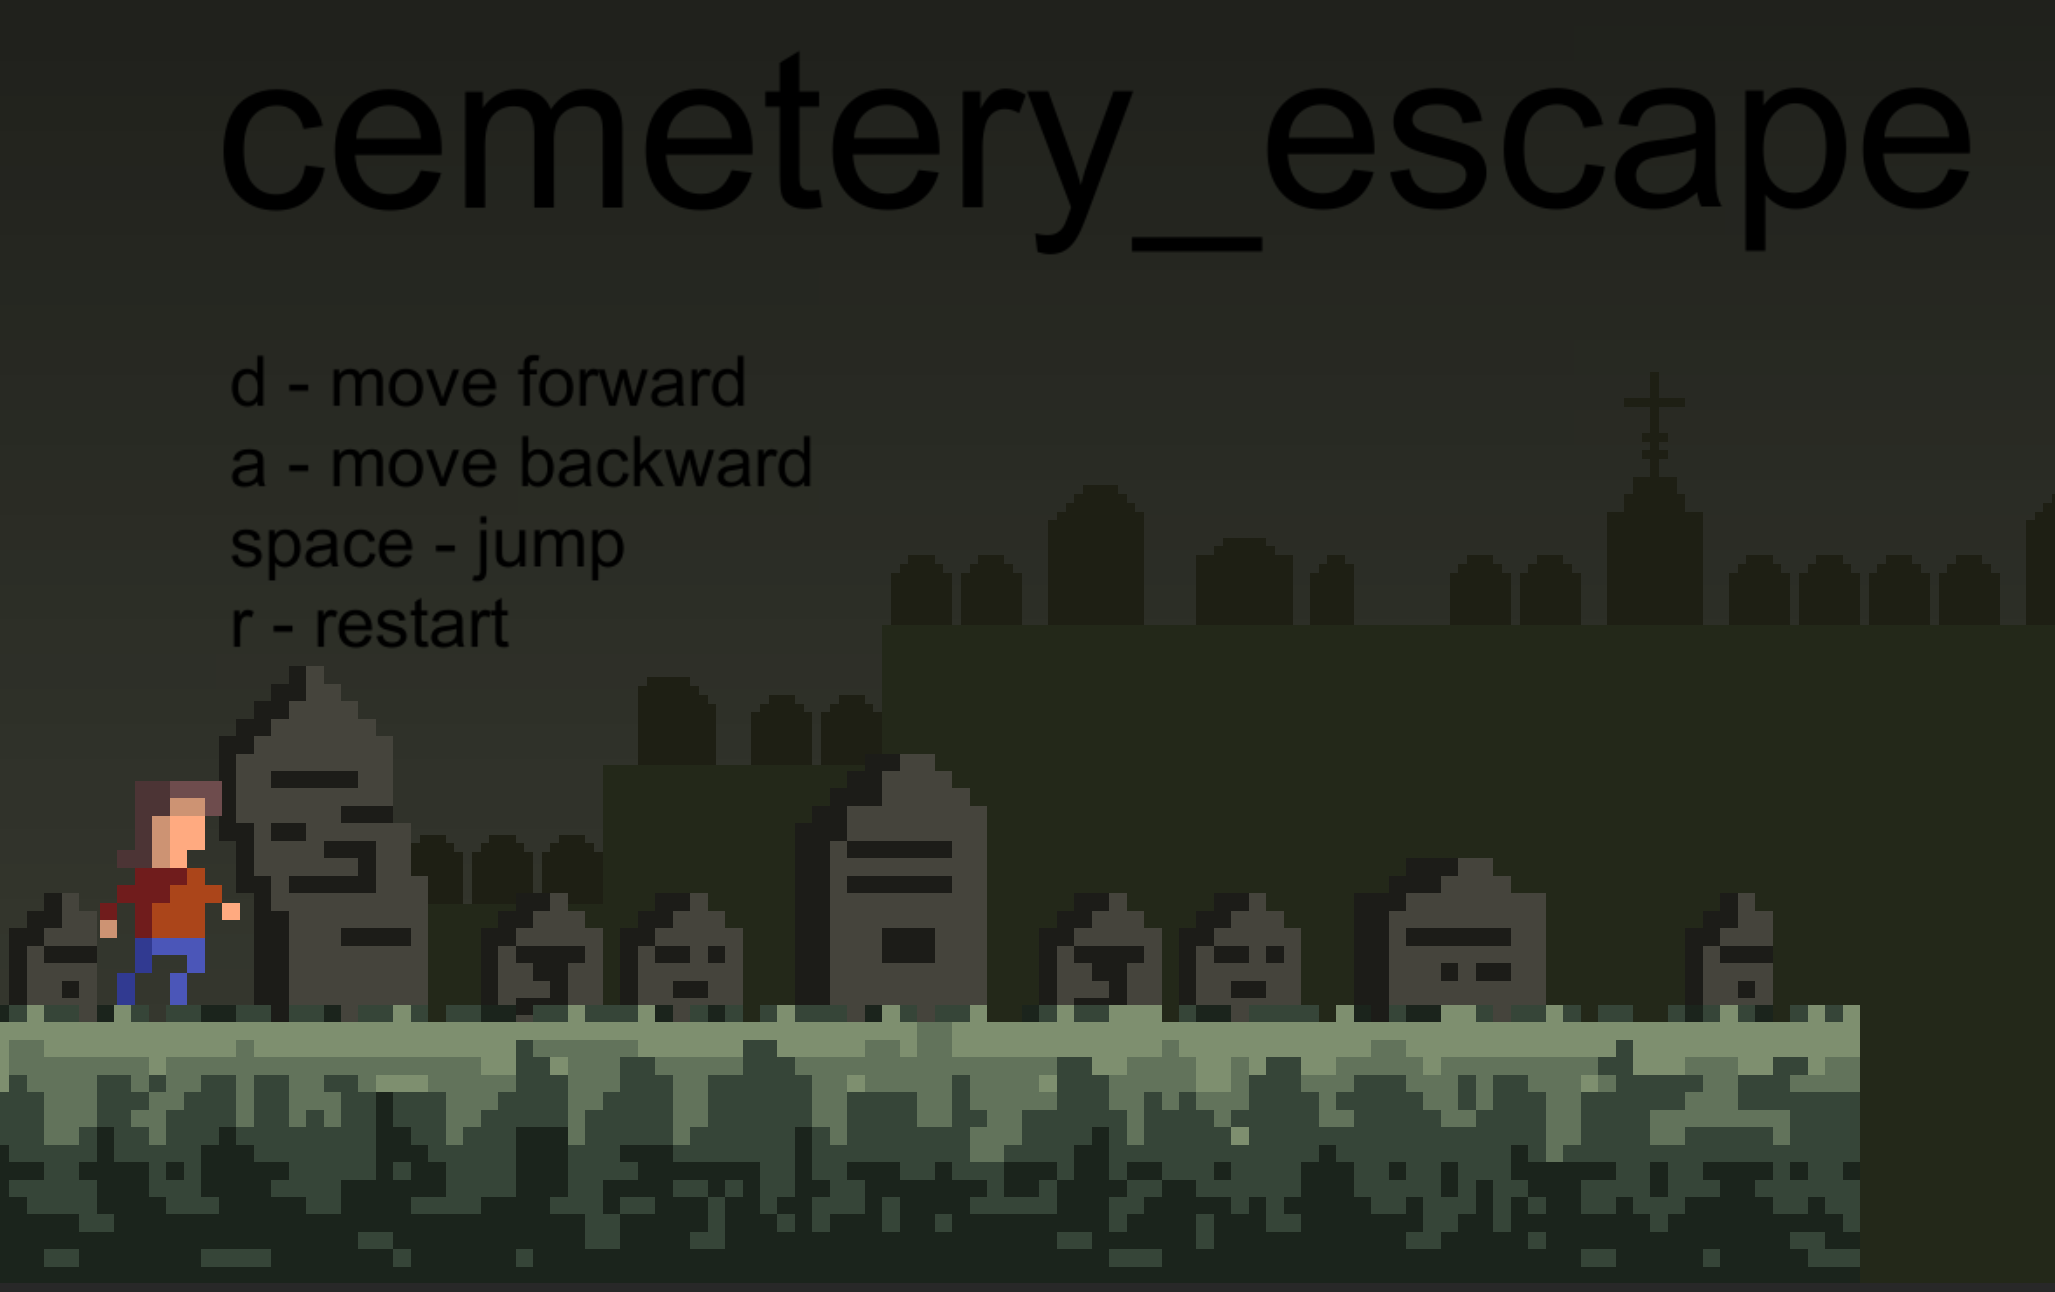 cemetery_escape
d - move forward
a - move backward
space - jump
r - restart